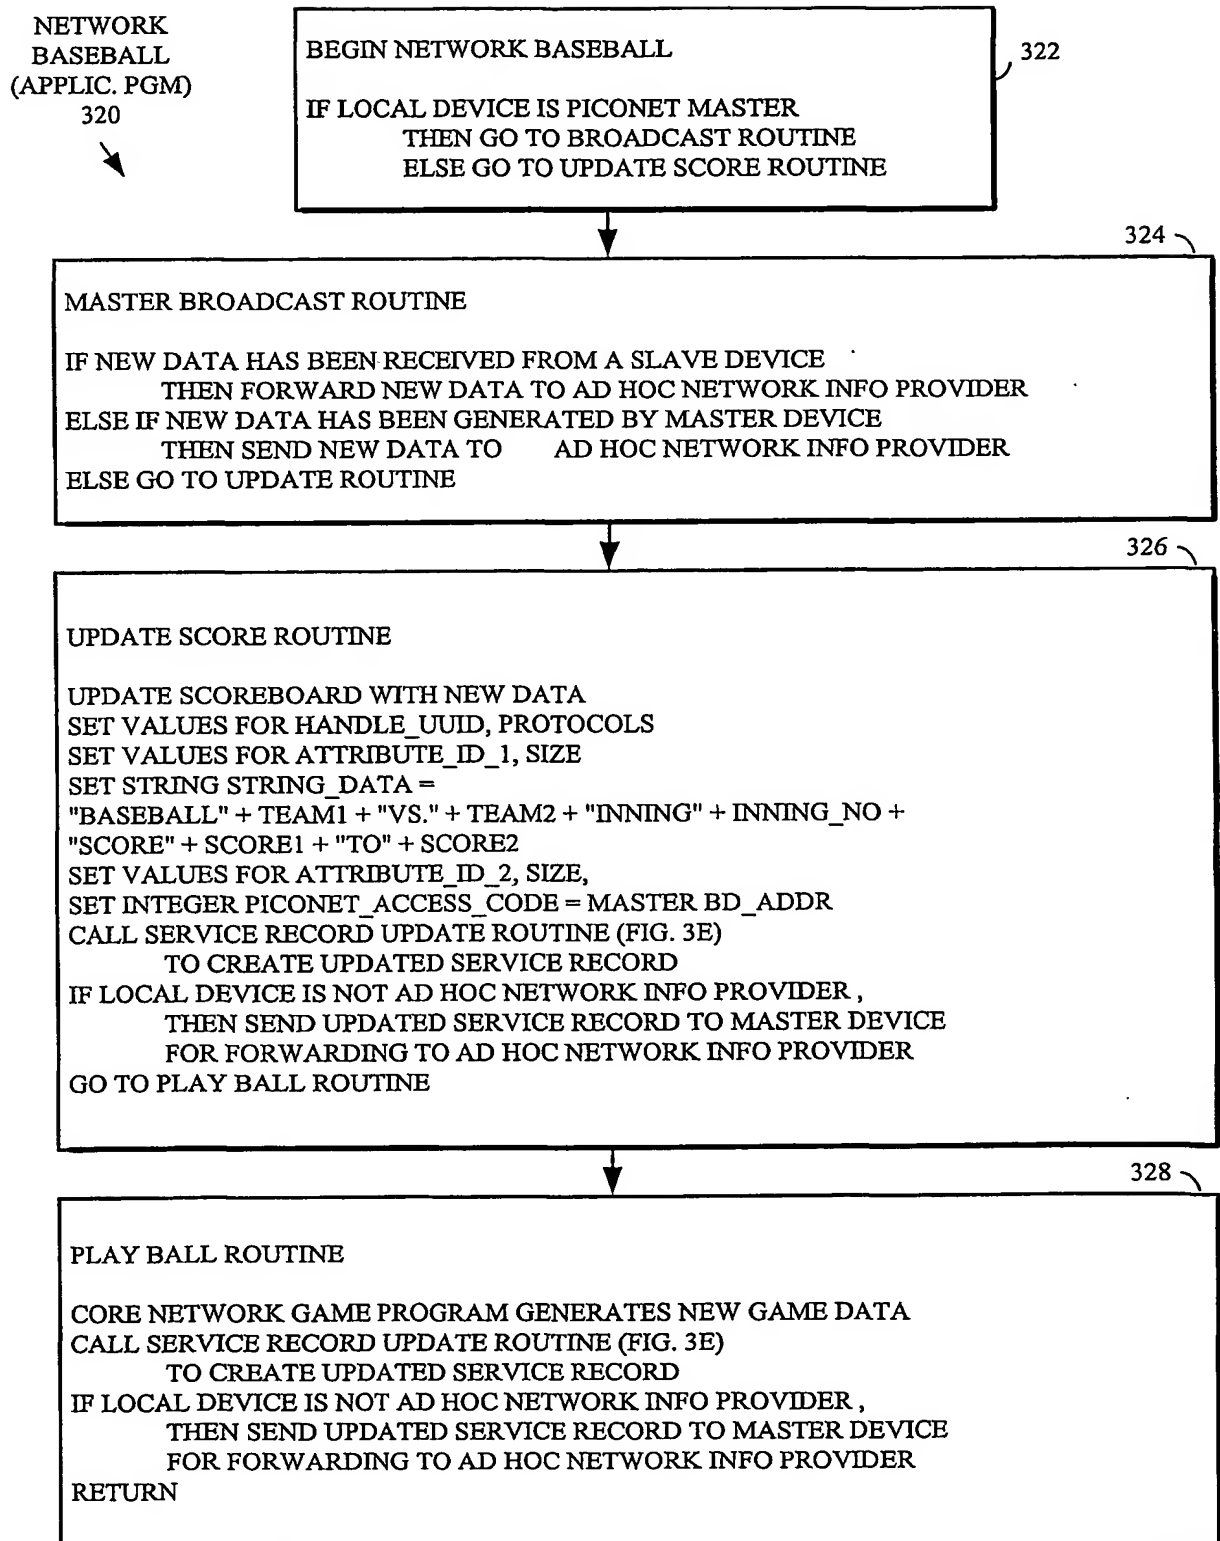 NETWORK
BASEBALL
(APPLIC. PGM)
320
BEGIN NETWORK BASEBALL
322
IF LOCAL DEVICE IS PICONET MASTER
THEN GO TO BROADCAST ROUTINE
ELSE GO TO UPDATE SCORE ROUTINE
324
MASTER BROADCAST ROUTINE
IF NEW DATA HAS BEEN RECEIVED FROM A SLAVE DEVICE
THEN FORWARD NEW DATA TO AD HOC NETWORK INFO PROVIDER
ELSE IF NEW DATA HAS BEEN GENERATED BY MASTER DEVICE
THEN SEND NEW DATA TO AD HOC NETWORK INFO PROVIDER
ELSE GO TO UPDATE ROUTINE
326
UPDATE SCORE ROUTINE
UPDATE SCOREBOARD WITH NEW DATA
SET VALUES FOR HANDLE_UUID, PROTOCOLS
SET VALUES FOR ATTRIBUTE_ID_1, SIZE
SET STRING STRING_DATA =
"BASEBALL" + TEAM1 + "VS." + TEAM2 + "INNING" + INNING_NO +
"SCORE" + SCORE1 + "TO" + SCORE2
SET VALUES FOR ATTRIBUTE_ID_2, SIZE,
SET INTEGER PICONET_ACCESS_CODE = MASTER BD_ADDR
CALL SERVICE RECORD UPDATE ROUTINE (FIG. 3E)
TO CREATE UPDATED SERVICE RECORD
IF LOCAL DEVICE IS NOT AD HOC NETWORK INFO PROVIDER ,
THEN SEND UPDATED SERVICE RECORD TO MASTER DEVICE
FOR FORWARDING TO AD HOC NETWORK INFO PROVIDER
GO TO PLAY BALL ROUTINE
328
PLAY BALL ROUTINE
CORE NETWORK GAME PROGRAM GENERATES NEW GAME DATA
CALL SERVICE RECORD UPDATE ROUTINE (FIG. 3E)
TO CREATE UPDATED SERVICE RECORD
IF LOCAL DEVICE IS NOT AD HOC NETWORK INFO PROVIDER ,
THEN SEND UPDATED SERVICE RECORD TO MASTER DEVICE
FOR FORWARDING TO AD HOC NETWORK INFO PROVIDER
RETURN